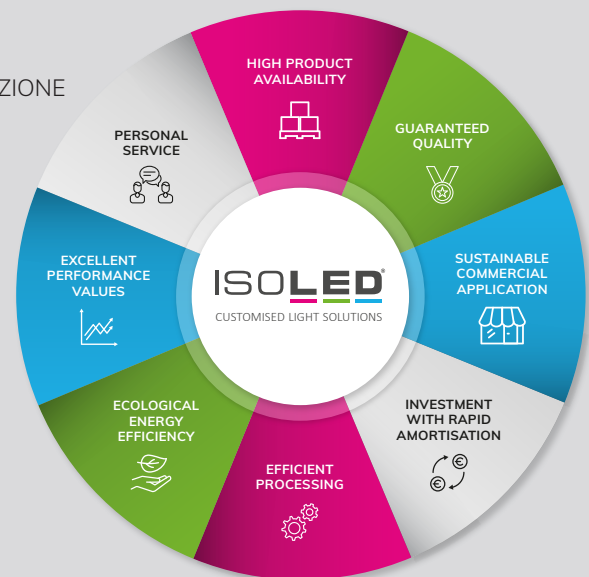 ZIONE
HIGH PRODUCT
AVAILABILITY
GUARANTEED
QUALITY
SUSTAINABLE
COMMERCIAL
APPLICATION
INVESTMENT
WITH RAPID
AMORTISATION
EFFICIENT
PROCESSING
ECOLOGICAL
ENERGY
EFFICIENCY
EXCELLENT
PERFORMANCE
VALUES
PERSONAL
SERVICE
ISOLED®
CUSTOMISED LIGHT SOLUTIONS